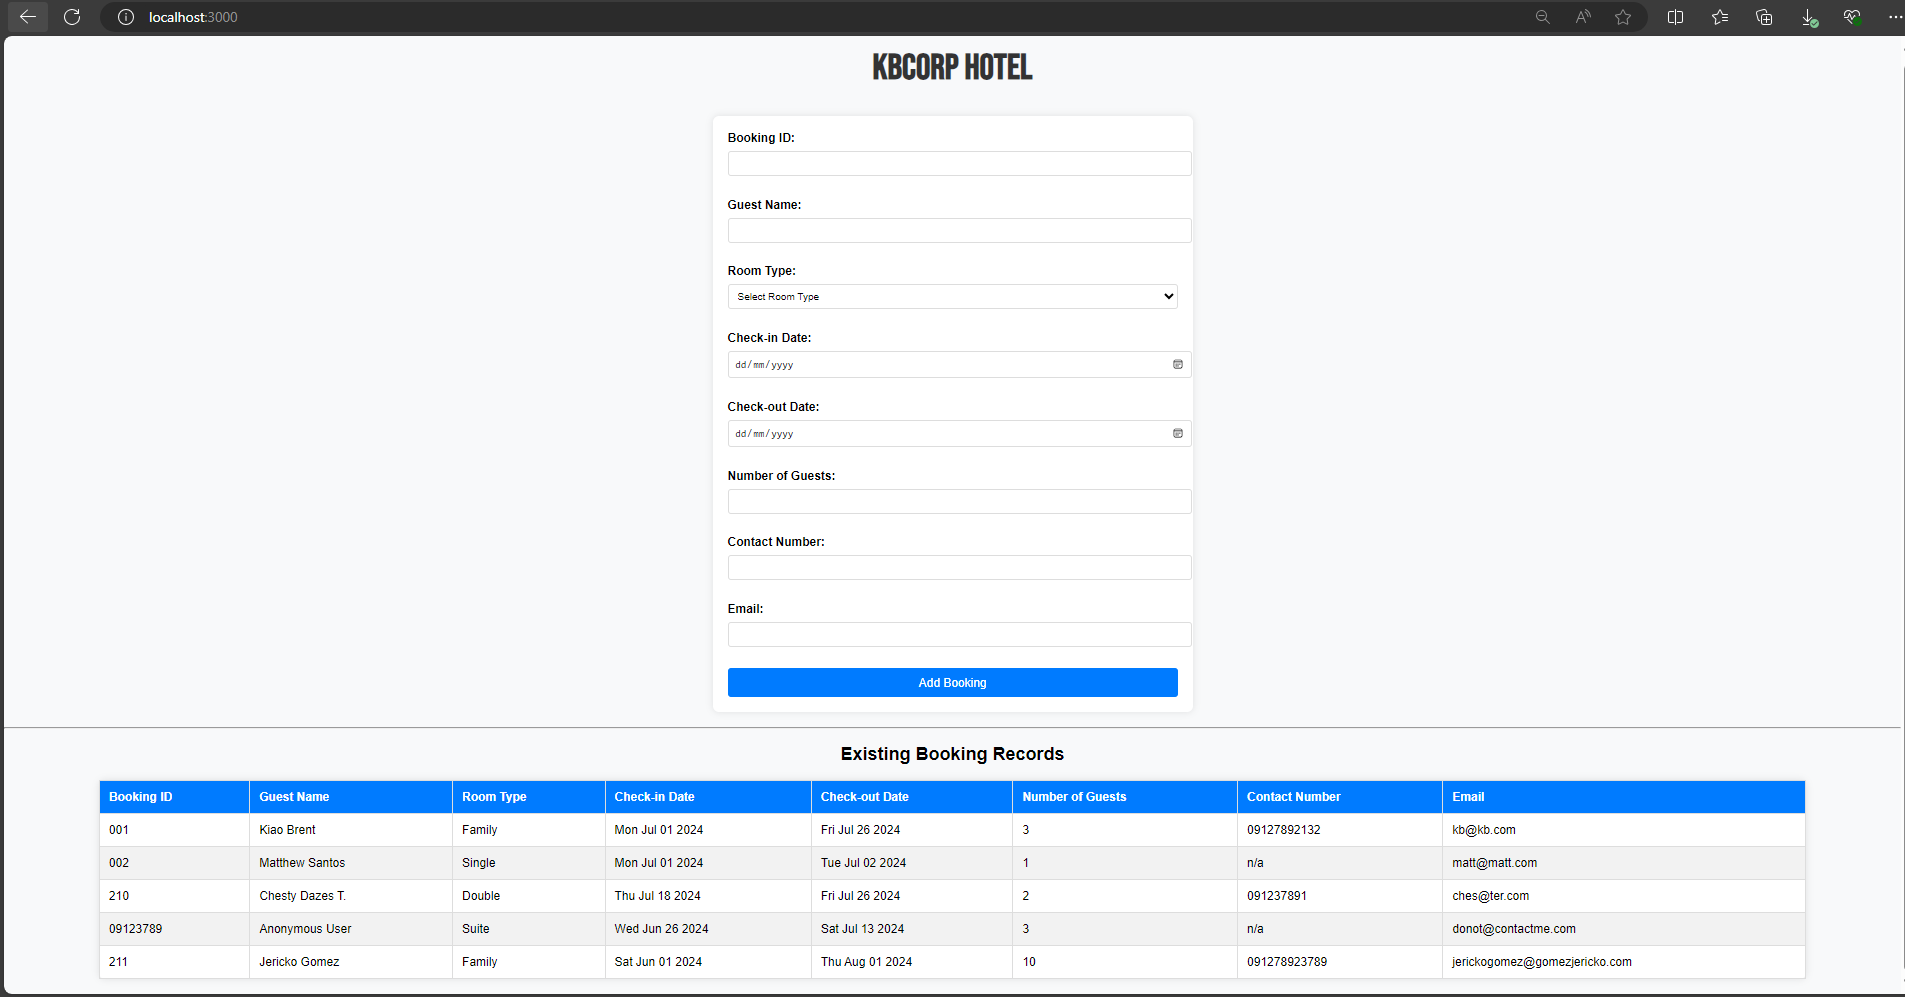 localhost:3000
KBCORP HOTEL
Booking ID:
Guest Name:
Room Type:
Select Room Type
Check-in Date:
dd/mm/yyyy
Check-out Date:
dd/mm/yyyy
Number of Guests:
Contact Number:
Email:
Add Booking
Existing Booking Records
Booking ID Guest Name Room Type Check-in Date Check-out Date Number of Guests Contact Number Email
001 Kiao Brent Family Mon Jul 01 2024 Fri Jul 26 2024 3 09127892132 kb@kb.com
002 Matthew Santos Single Mon Jul 01 2024 Tue Jul 02 2024 1 n/a matt@matt.com
210 Chesty Dazes T. Double Thu Jul 18 2024 Fri Jul 26 2024 2 091237891 ches@ter.com
09123789 Anonymous User Suite Wed Jun 26 2024 Sat Jul 13 2024 3 n/a donot@contactme.com
211 Jericko Gomez Family Sat Jun 01 2024 Thu Aug 01 2024 10 091278923789 jerickogomez@gomezjericko.com